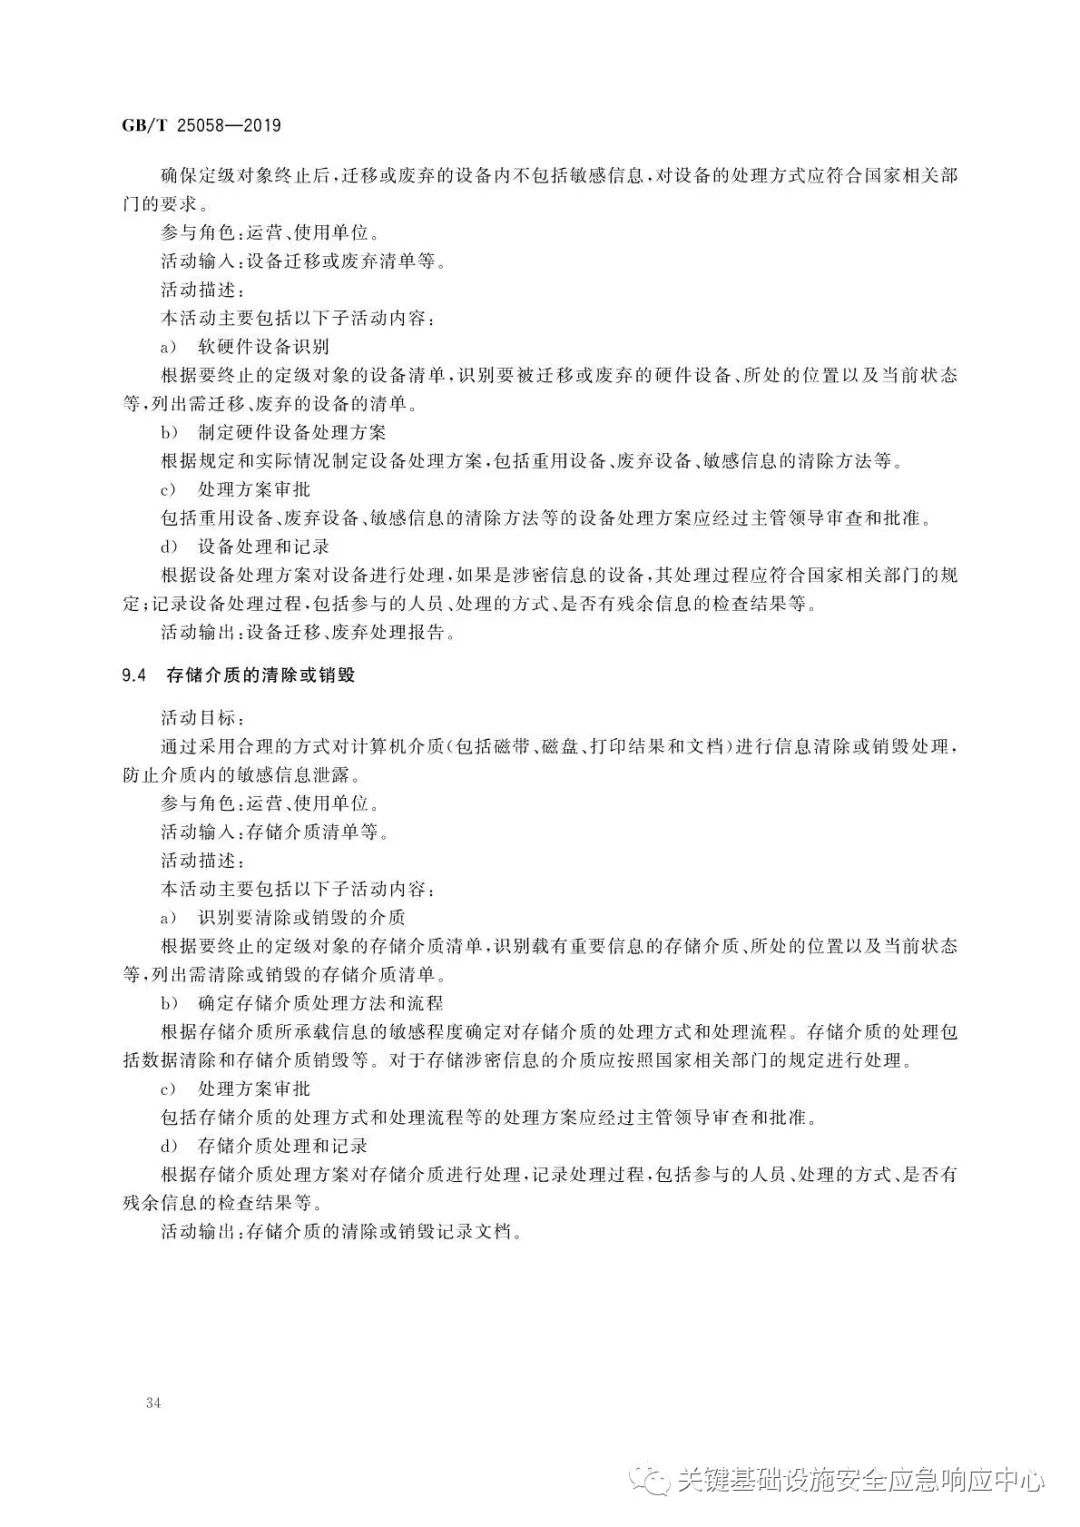 GB/T 25058—2019
确保定级对象终止后,迁移或废弃的设备内不包括敏感信息,对设备的处理方式应符合国家相关部
门的要求。
参与角色:运营、使用单位。
活动输入:设备迁移或废弃清单等。
活动描述:
本活动主要包括以下子活动内容:
a) 软硬件设备识别
根据要终止的定级对象的设备清单,识别要被迁移或废弃的硬件设备、所处的位置以及当前状态
等,列出需迁移、废弃的设备的清单。
b) 制定硬件设备处理方案
根据规定和实际情况制定设备处理方案,包括重用设备、废弃设备、敏感信息的清除方法等。
c) 处理方案审批
包括重用设备、废弃设备、敏感信息的清除方法等的设备处理方案应经过主管领导审查和批准。
d) 设备处理和记录
根据设备处理方案对设备进行处理,如果是涉密信息的设备,其处理过程应符合国家相关部门的规
定;记录设备处理过程,包括参与的人员、处理的方式、是否有残余信息的检查结果等。
活动输出:设备迁移、废弃处理报告。
9.4 存储介质的清除或销毁
活动目标:
通过采用合理的方式对计算机介质(包括磁带、磁盘、打印结果和文档)进行信息清除或销毁处理,
防止介质内的敏感信息泄露。
参与角色:运营、使用单位。
活动输入:存储介质清单等。
活动描述:
本活动主要包括以下子活动内容:
a) 识别要清除或销毁的介质
根据要终止的定级对象的存储介质清单,识别载有重要信息的存储介质、所处的位置以及当前状态
等,列出需清除或销毁的存储介质清单。
b) 确定存储介质处理方法和流程
根据存储介质所承载信息的敏感程度确定对存储介质的处理方式和处理流程。存储介质的处理包
括数据清除和存储介质销毁等。对于存储涉密信息的介质应按照国家相关部门的规定进行处理。
c) 处理方案审批
包括存储介质的处理方式和处理流程等的处理方案应经过主管领导审查和批准。
d) 存储介质处理和记录
根据存储介质处理方案对存储介质进行处理,记录处理过程,包括参与的人员、处理的方式、是否有
残余信息的检查结果等。
活动输出:存储介质的清除或销毁记录文档。
34
关键基础设施安全应急响应中心